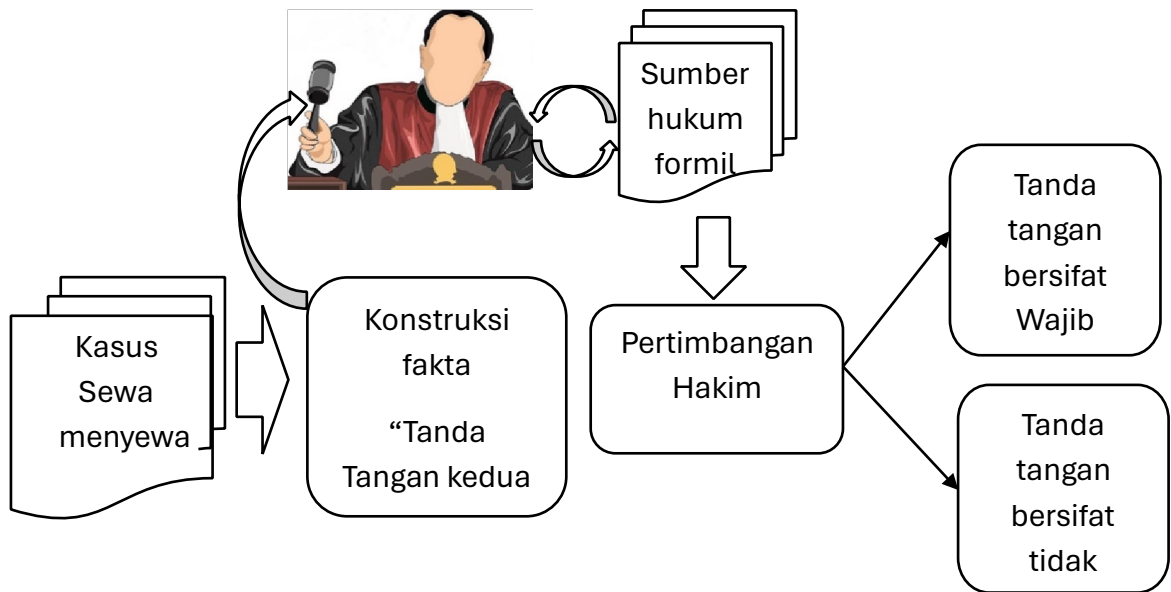 Sumber
hukum
formil
Kasus
Sewa
menyewa
Konstruksi
fakta
“Tanda
Tangan kedua
Pertimbangan
Hakim
Tanda
tangan
bersifat
Wajib
Tanda
tangan
bersifat
tidak